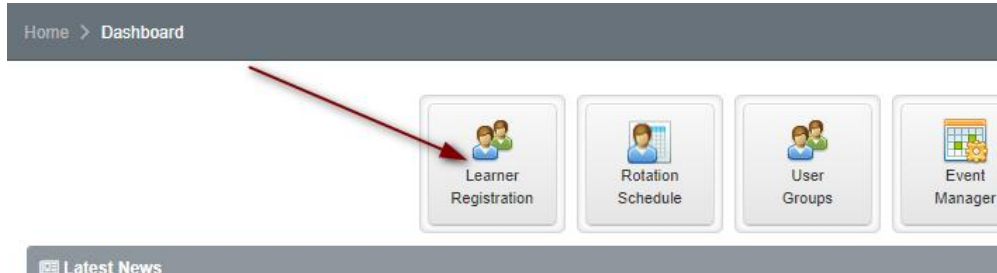 Home > Dashboard
Learner
Registration
Rotation
Schedule
User
Groups
Event
Manager
Latest News